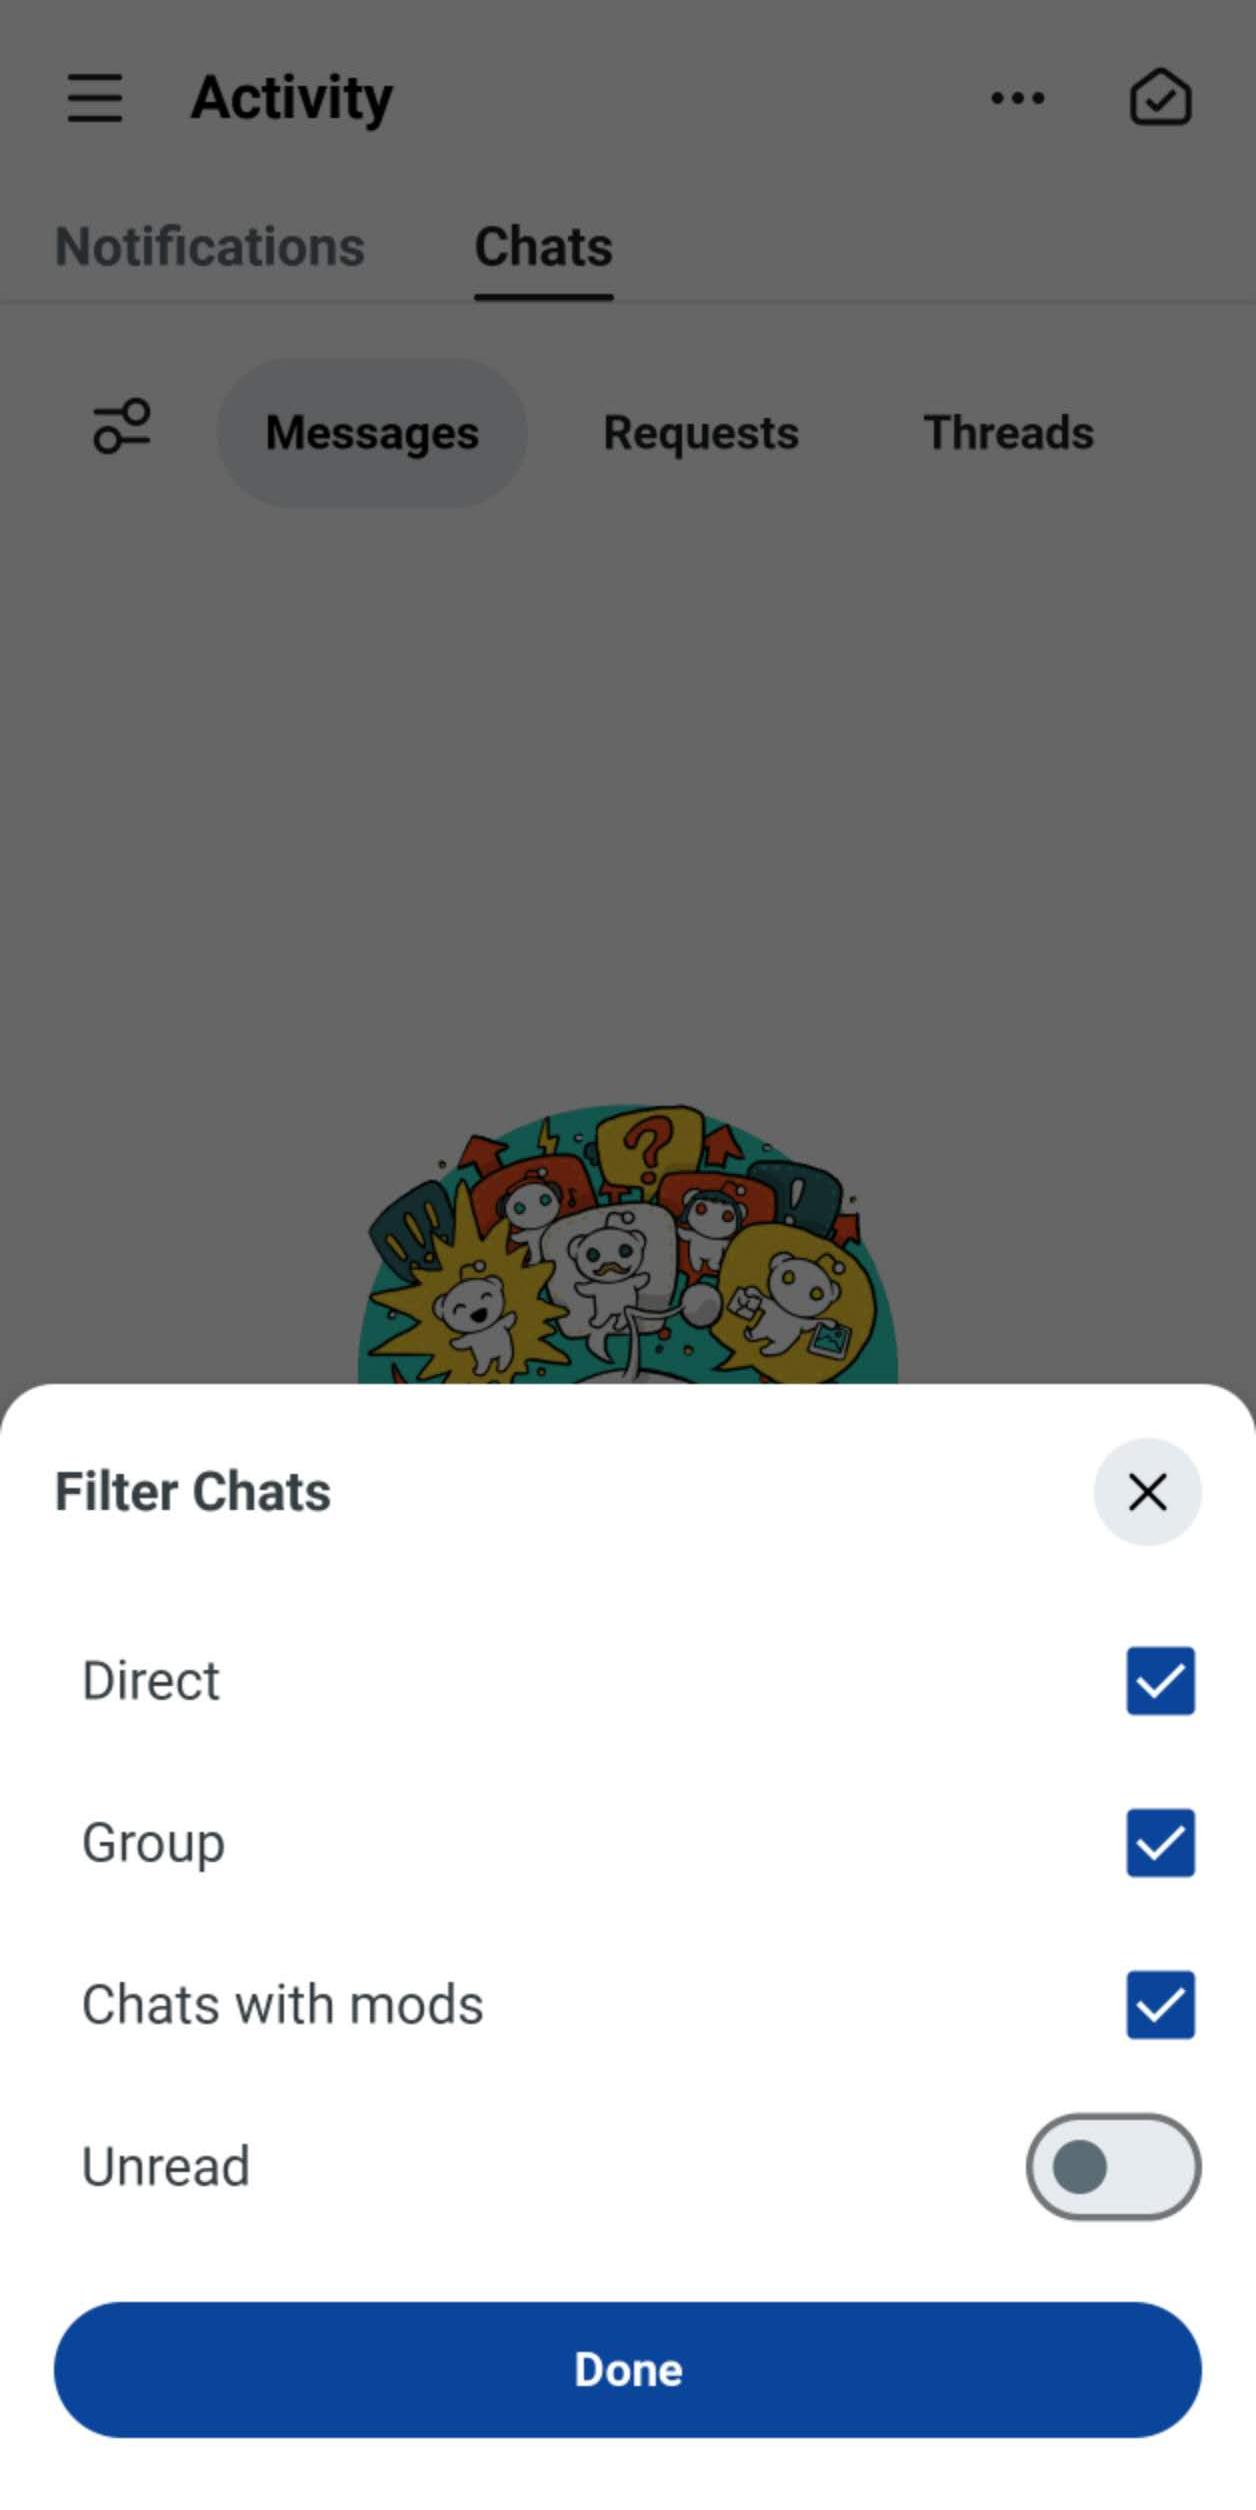 Activity
Notifications Chats
Messages Requests Threads
?
!
Filter Chats
Direct
Group
Chats with mods
Unread
Done